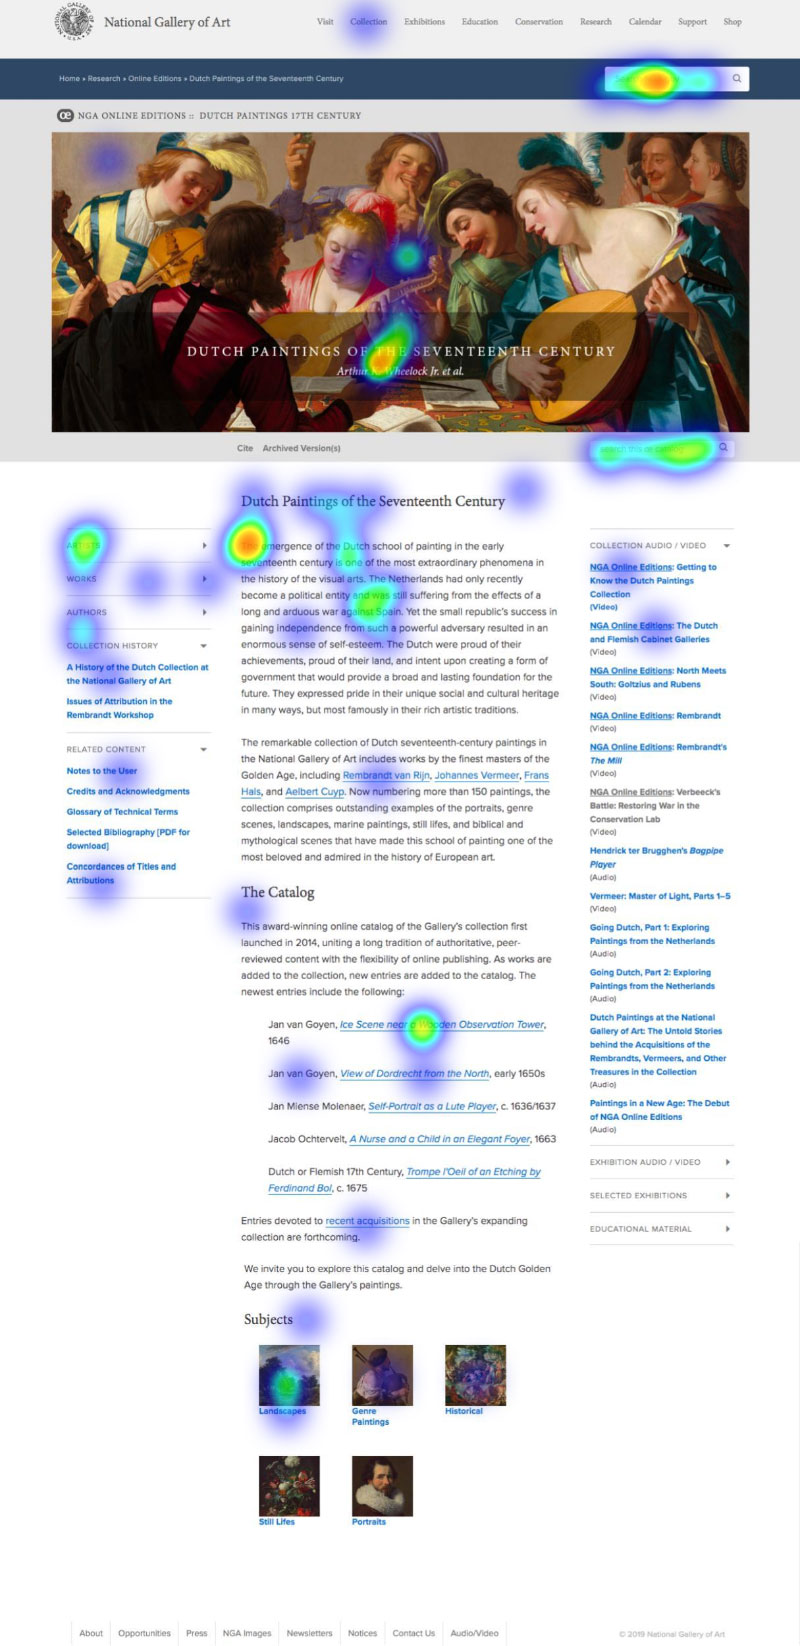 National Gallery of Art
Visit Collection Exhibitions Education Conservation Research Calendar Support Shop
Home » Research » Online Editions » Dutch Paintings of the Seventeenth Century
NGA ONLINE EDITIONS :: DUTCH PAINTINGS 17TH CENTURY
DUTCH PAINTINGS OF THE SEVENTEENTH CENTURY
Arthur K. Wheelock Jr. et al.
Cite Archived Version(s)
search this oe catalog
Dutch Paintings of the Seventeenth Century
ARTISTS
WORKS
AUTHORS
COLLECTION HISTORY
A History of the Dutch Collection at
the National Gallery of Art
Issues of Attribution in the
Rembrandt Workshop
RELATED CONTENT
Notes to the User
Credits and Acknowledgments
Glossary of Technical Terms
Selected Bibliography [PDF for
download]
Concordances of Titles and
Attributions
The emergence of the Dutch school of painting in the early
seventeenth century is one of the most extraordinary phenomena in
the history of the visual arts. The Netherlands had only recently
become a political entity and was still suffering from the effects of a
long and arduous war against Spain. Yet the small republic's success in
gaining independence from such a powerful adversary resulted in an
enormous sense of self-esteem. The Dutch were proud of their
achievements, proud of their land, and intent upon creating a form of
government that would provide a broad and lasting foundation for the
future. They expressed pride in their unique social and cultural heritage
in many ways, but most famously in their rich artistic traditions.
The remarkable collection of Dutch seventeenth-century paintings in
the National Gallery of Art includes works by the finest masters of the
Golden Age, including Rembrandt van Rijn, Johannes Vermeer, Frans
Hals, and Aelbert Cuyp. Now numbering more than 150 paintings, the
collection comprises outstanding examples of the portraits, genre
scenes, landscapes, marine paintings, still lifes, and biblical and
mythological scenes that have made this school of painting one of the
most beloved and admired in the history of European art.
The Catalog
This award-winning online catalog of the Gallery's collection first
launched in 2014, uniting a long tradition of authoritative, peer-
reviewed content with the flexibility of online publishing. As works are
added to the collection, new entries are added to the catalog. The
newest entries include the following:
Jan van Goyen, Ice Scene near a Wooden Observation Tower,
1646
Jan van Goyen, View of Dordrecht from the North, early 1650s
Jan Miense Molenaer, Self-Portrait as a Lute Player, c. 1636/1637
Jacob Ochtervelt, A Nurse and a Child in an Elegant Foyer, 1663
Dutch or Flemish 17th Century, Trompe l'Oeil of an Etching by
Ferdinand Bol, c. 1675
Entries devoted to recent acquisitions in the Gallery's expanding
collection are forthcoming.
We invite you to explore this catalog and delve into the Dutch Golden
Age through the Gallery's paintings.
Subjects
Landscapes
Genre
Paintings
Historical
Still Lifes
Portraits
COLLECTION AUDIO / VIDEO
NGA Online Editions: Getting to
Know the Dutch Paintings
Collection
(Video)
NGA Online Editions: The Dutch
and Flemish Cabinet Galleries
(Video)
NGA Online Editions: North Meets
South: Goltzius and Rubens
(Video)
NGA Online Editions: Rembrandt
(Video)
NGA Online Editions: Rembrandt's
The Mill
(Video)
NGA Online Editions: Verbeeck's
Battle: Restoring War in the
Conservation Lab
(Video)
Hendrick ter Brugghen's Bagpipe
Player
(Audio)
Vermeer: Master of Light, Parts 1–5
(Video)
Going Dutch, Part 1: Exploring
Paintings from the Netherlands
(Audio)
Going Dutch, Part 2: Exploring
Paintings from the Netherlands
(Audio)
Dutch Paintings at the National
Gallery of Art: The Untold Stories
behind the Acquisitions of the
Rembrandts, Vermeers, and Other
Treasures in the Collection
(Audio)
Paintings in a New Age: The Debut
of NGA Online Editions
(Audio)
EXHIBITION AUDIO / VIDEO
SELECTED EXHIBITIONS
EDUCATIONAL MATERIAL
About Opportunities Press NGA Images Newsletters Notices Contact Us Audio/Video
© 2019 National Gallery of Art